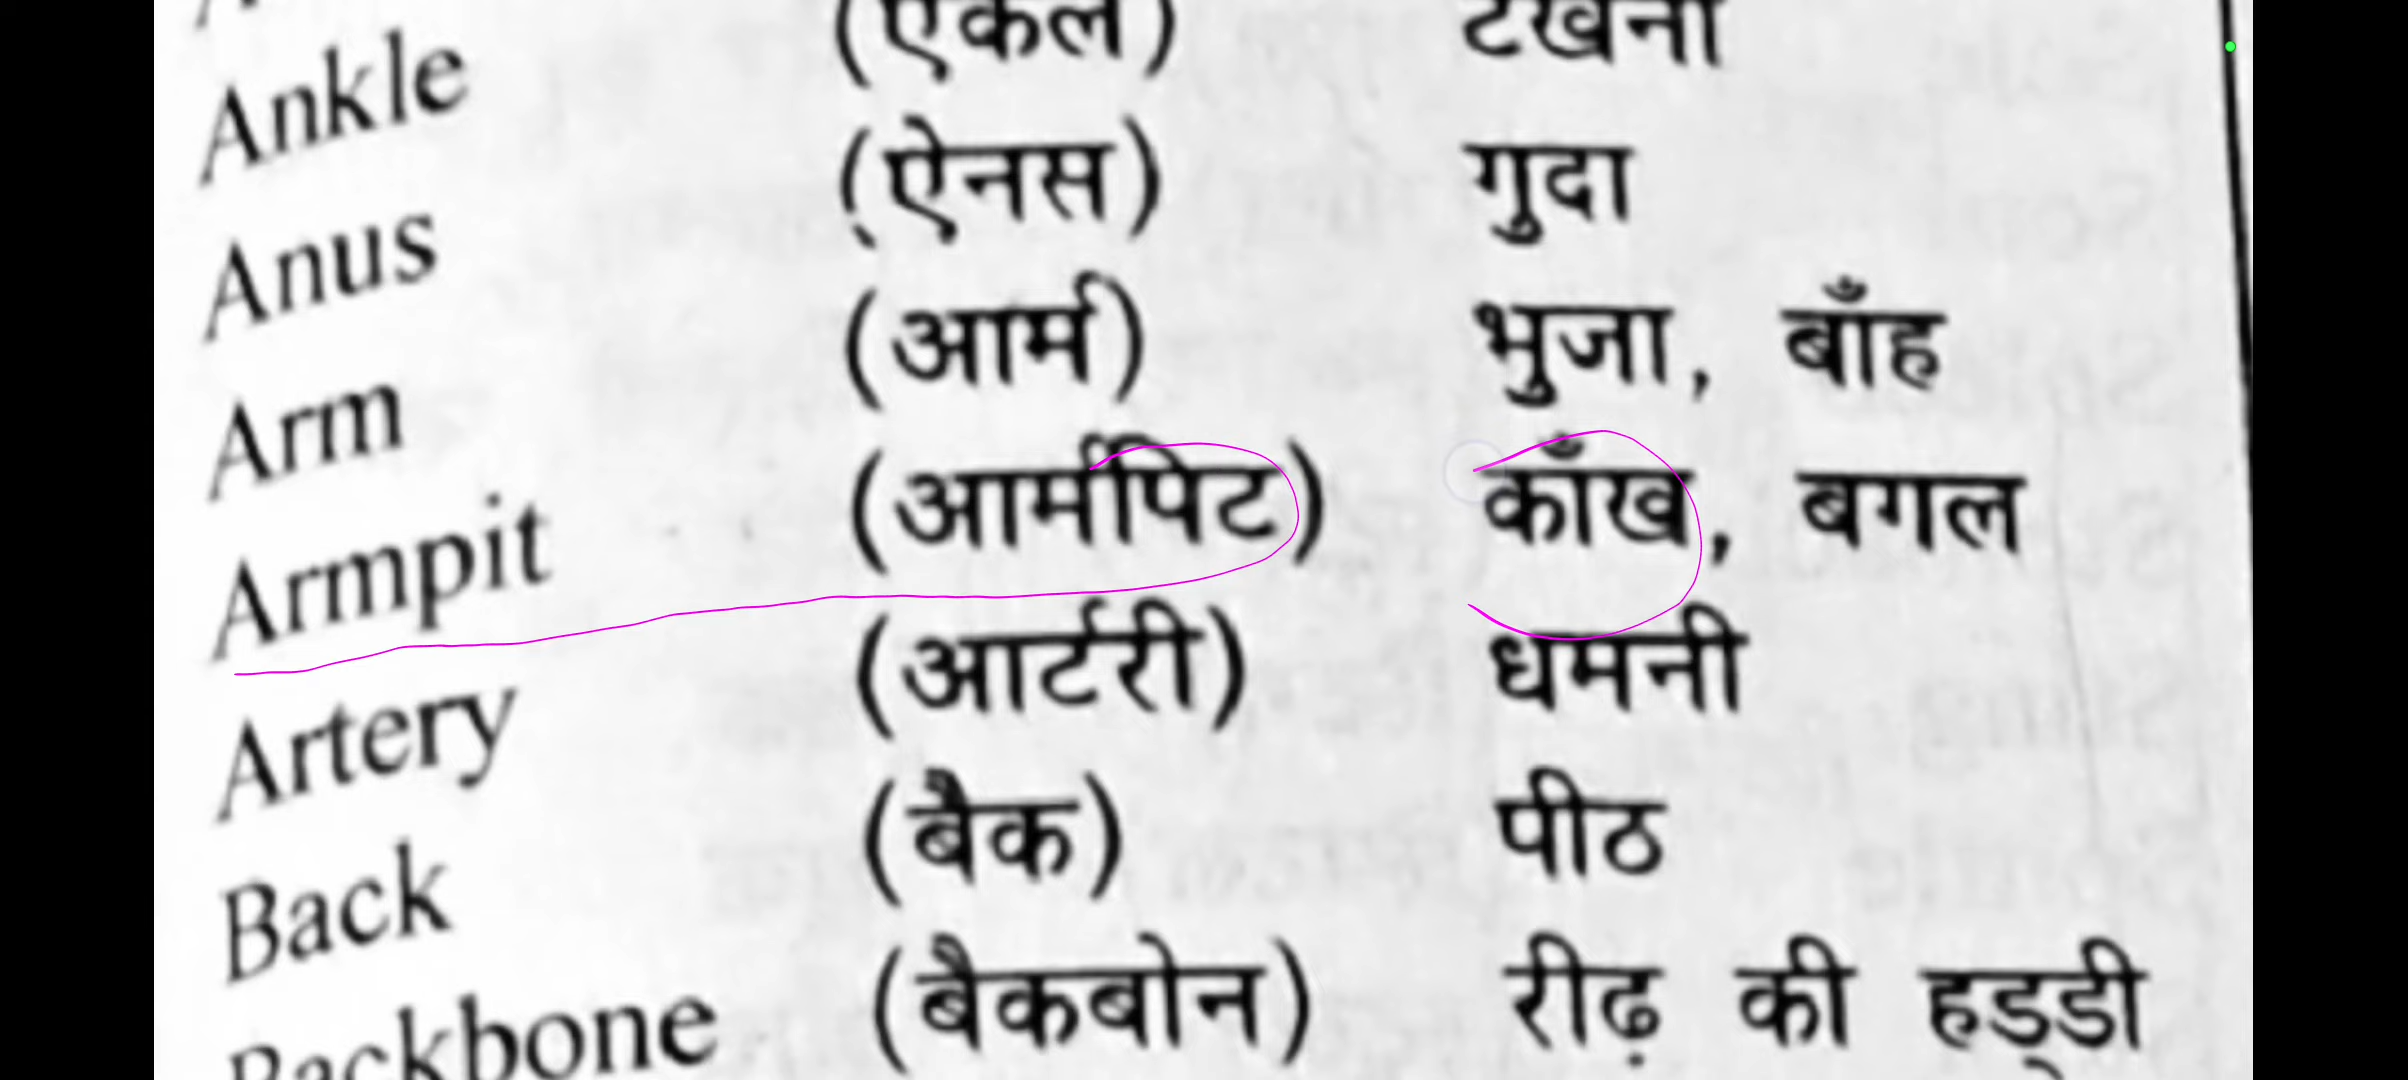 Ankle (एंकल) टखना
Anus (ऐनस) गुदा
Arm (आर्म) भुजा, बाँह
Armpit (आर्मपिट) काँख, बगल
Artery (आर्टरी) धमनी
Back (बैक) पीठ
Backbone (बैकबोन) रीढ़ की हड्डी